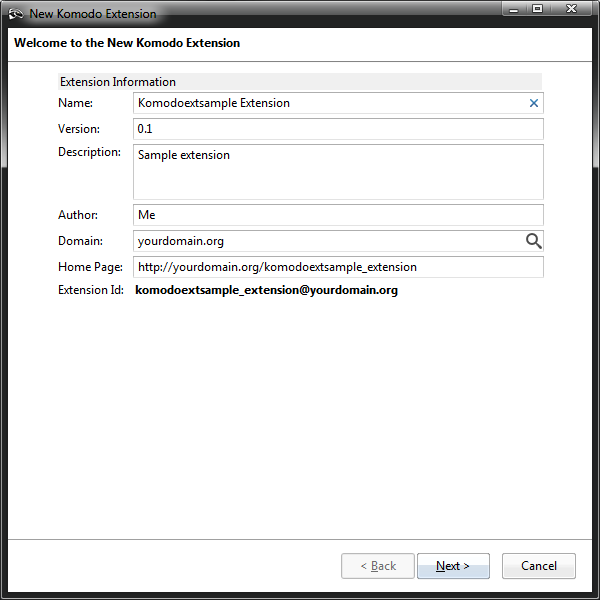 New Komodo Extension
Welcome to the New Komodo Extension
Extension Information
Name: Komodoextsample Extension
Version: 0.1
Description: Sample extension
Author: Me
Domain: yourdomain.org
Home Page: http://yourdomain.org/komodoextsample_extension
Extension Id: komodoextsample_extension@yourdomain.org
< Back Next > Cancel